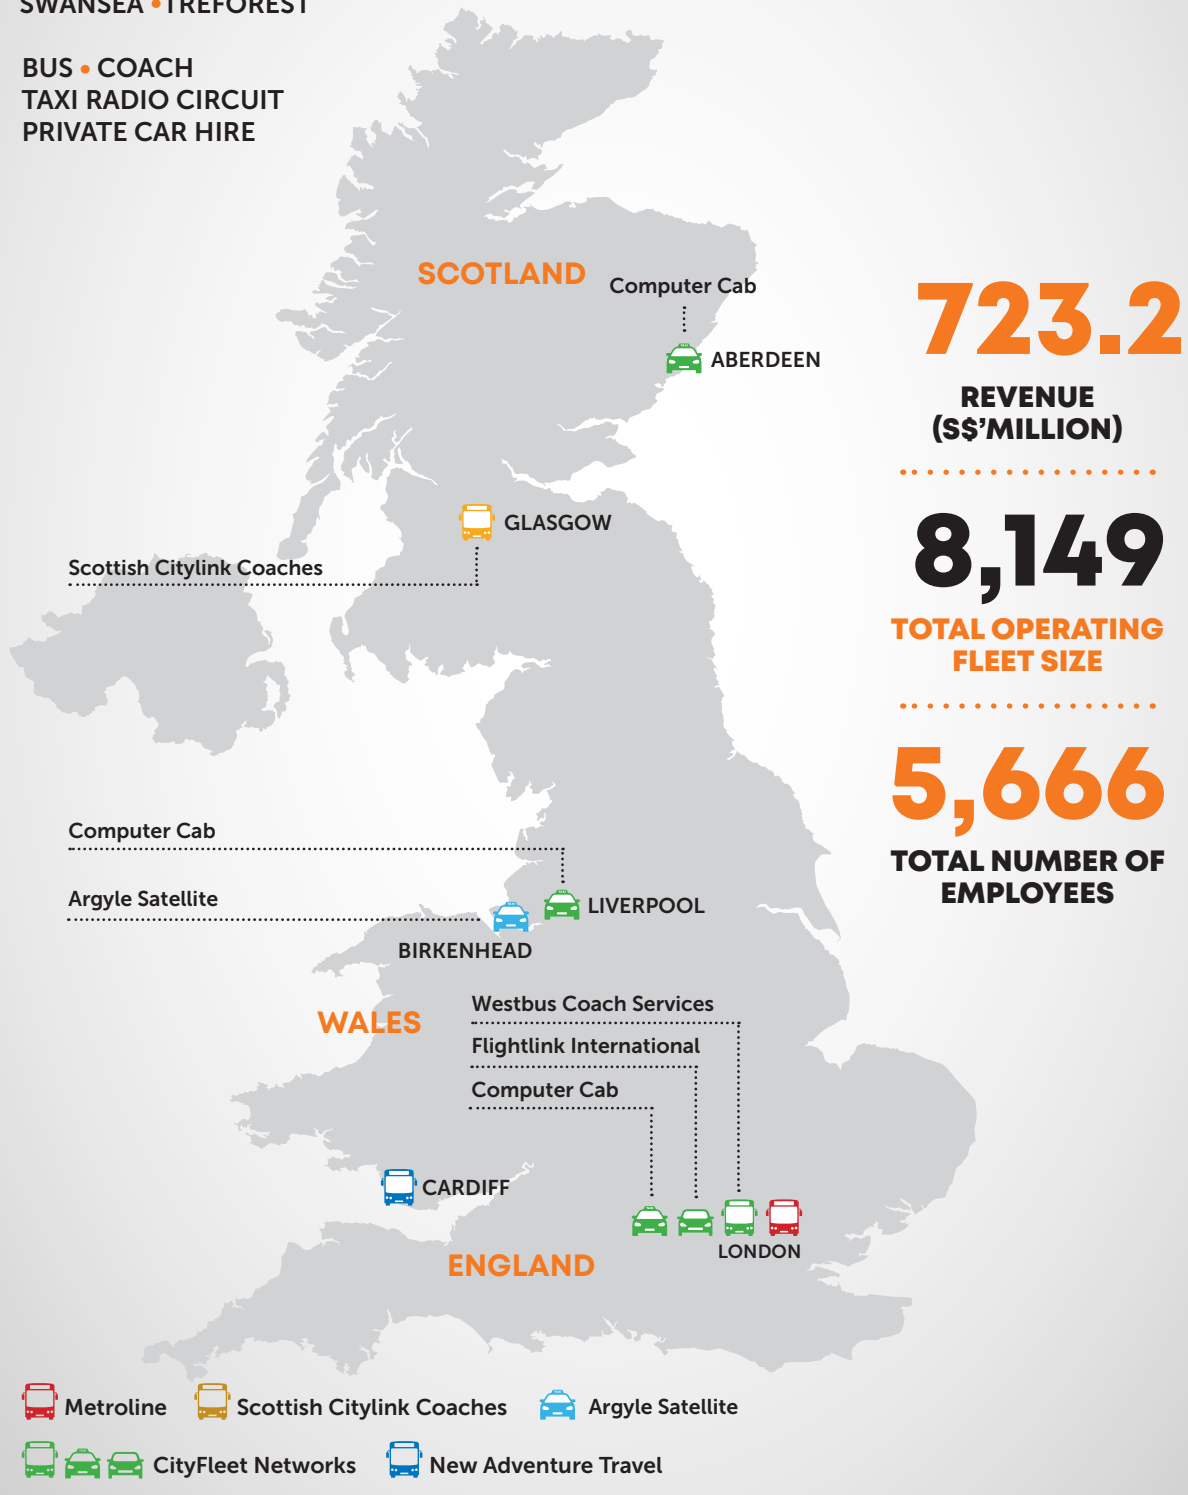 SWANSEA • TREFOREST
BUS • COACH
TAXI RADIO CIRCUIT
PRIVATE CAR HIRE
SCOTLAND
Computer Cab
ABERDEEN
723.2
REVENUE
(S$'MILLION)
GLASGOW
Scottish Citylink Coaches
8,149
TOTAL OPERATING
FLEET SIZE
5,666
TOTAL NUMBER OF
EMPLOYEES
Computer Cab
Argyle Satellite
LIVERPOOL
BIRKENHEAD
WALES
Westbus Coach Services
Flightlink International
Computer Cab
CARDIFF
LONDON
ENGLAND
Metroline
Scottish Citylink Coaches
Argyle Satellite
CityFleet Networks
New Adventure Travel